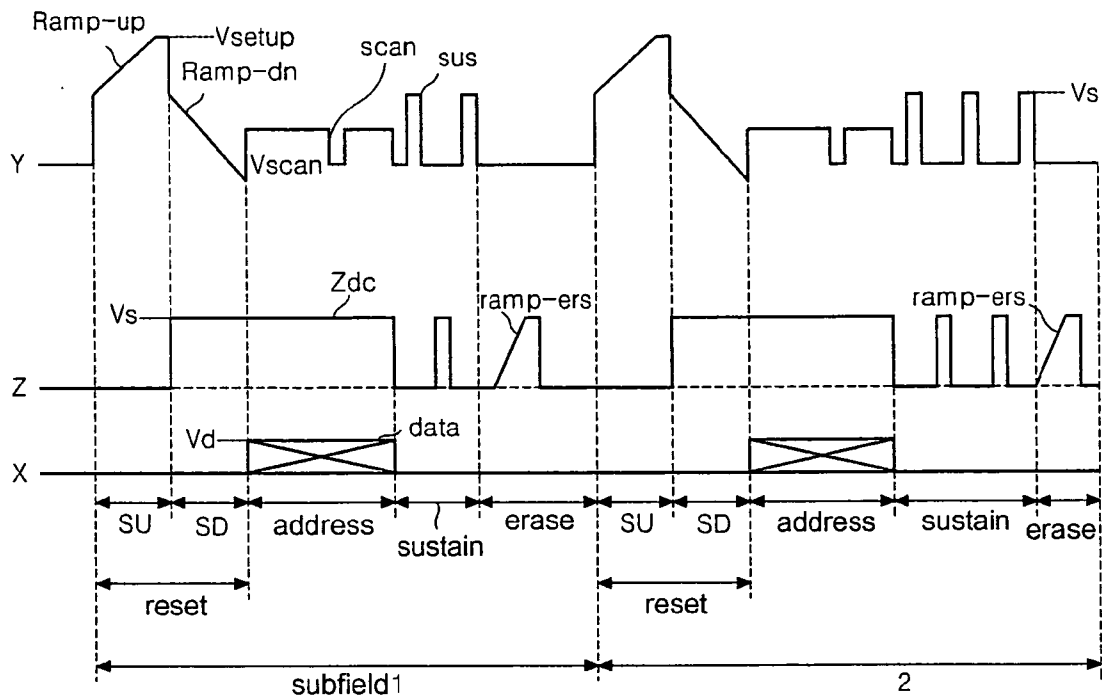 Ramp-up
Vsetup
scan
sus
Ramp-dn
Vs
Y
Vscan
Zdc
ramp-ers
ramp-ers
Vs
Z
Vd
data
X
SU
SD
address
sustain
erase
SU
SD
address
sustain
erase
reset
reset
subfield1
2